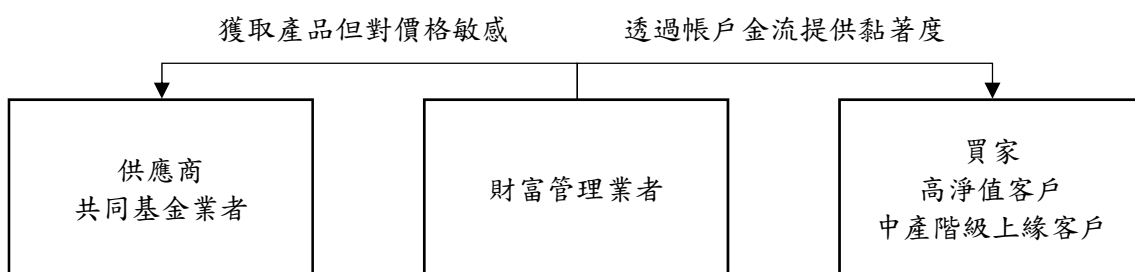 獲取產品但對價格敏感
透過帳戶金流提供黏著度
供應商
共同基金業者
財富管理業者
買家
高淨值客戶
中產階級上緣客戶